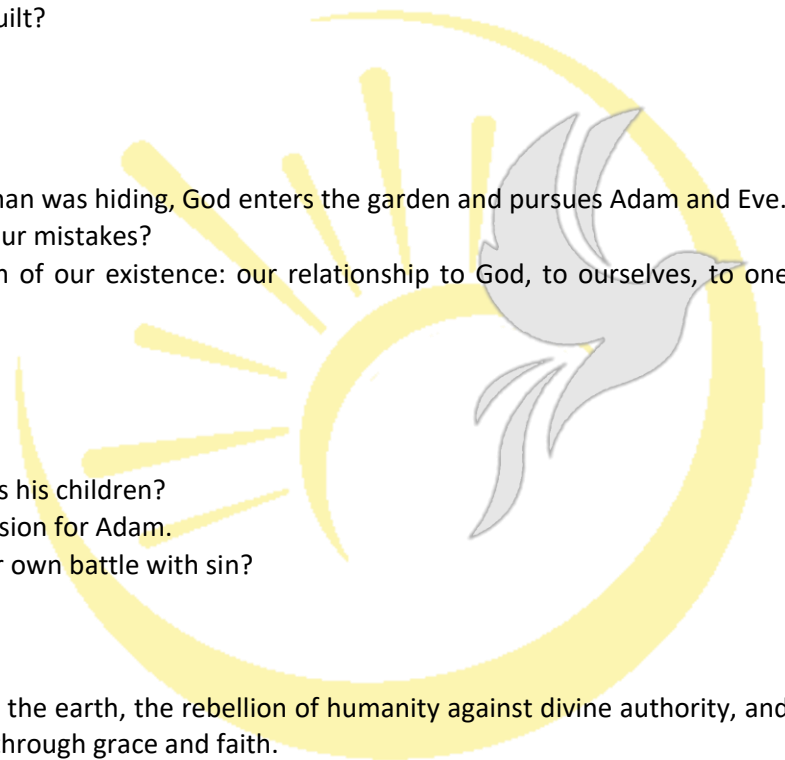 uilt?
nan was hiding, God enters the garden and pursues Adam and Eve.
ur mistakes?
n of our existence: our relationship to God, to ourselves, to one
s his children?
sion for Adam.
r own battle with sin?
the earth, the rebellion of humanity against divine authority, and
through grace and faith.